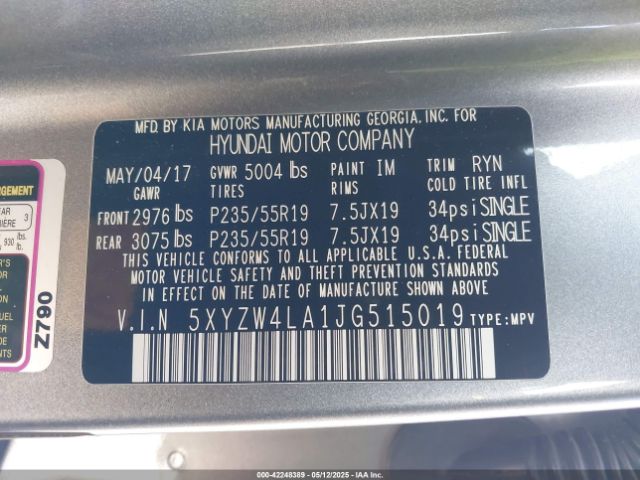 MFD. BY KIA MOTORS MANUFACTURING GEORGIA, INC. FOR
HYUNDAI MOTOR COMPANY
MAY/04/17 GVWR 5004 lbs PAINT IM TRIM RYN
GAWR TIRES RIMS COLD TIRE INFL
FRONT 2976 lbs P235/55R19 7.5JX19 34psi SINGLE
REAR 3075 lbs P235/55R19 7.5JX19 34psi SINGLE
THIS VEHICLE CONFORMS TO ALL APPLICABLE U.S.A. FEDERAL
MOTOR VEHICLE SAFETY AND THEFT PREVENTION STANDARDS
IN EFFECT ON THE DATE OF MANUFACTURE SHOWN ABOVE.
V.I.N 5XYZW4LA1JG515019 TYPE:MPV
3
930
Z790
000-42248389 - 05/12/2025 - IAAI.COM